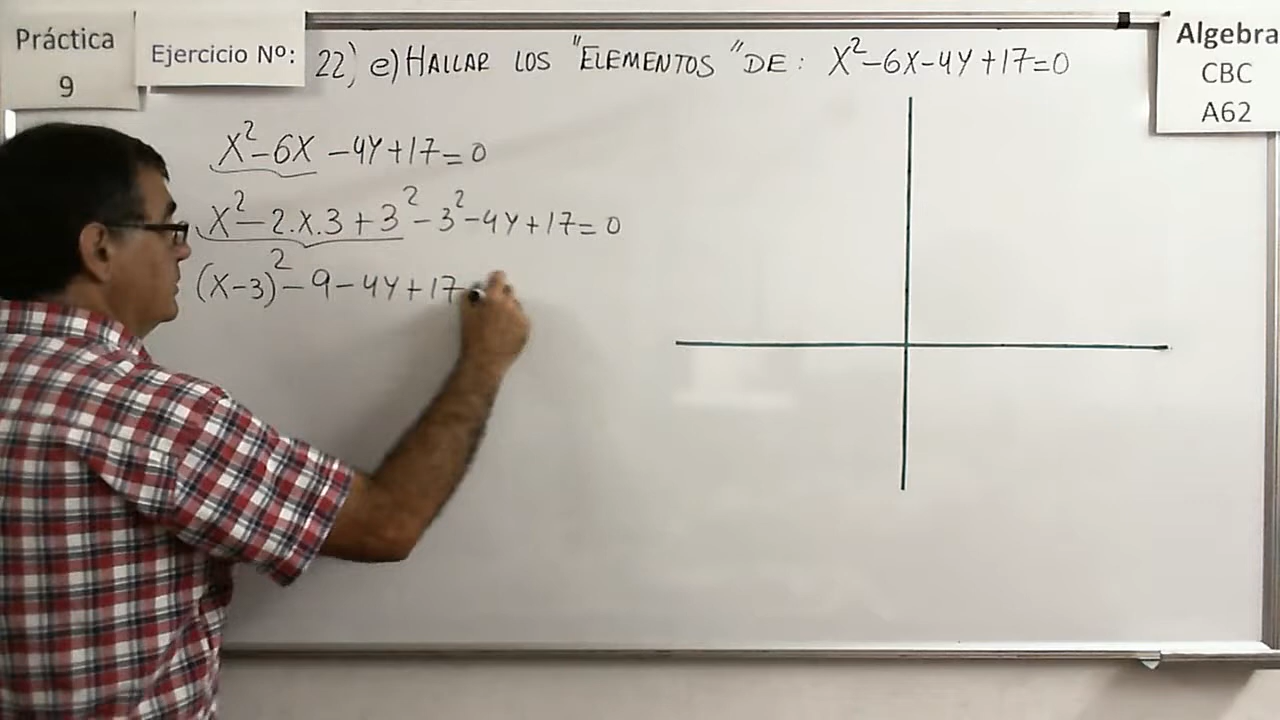 Práctica
9
Ejercicio Nº:
22) e) HALLAR LOS "ELEMENTOS" DE: X²-6X-4Y+17=0
Algebra
CBC
A62
X²-6X-4Y+17=0
X²-2.X.3+3²-3²-4Y+17=0
(X-3)²-9-4Y+17